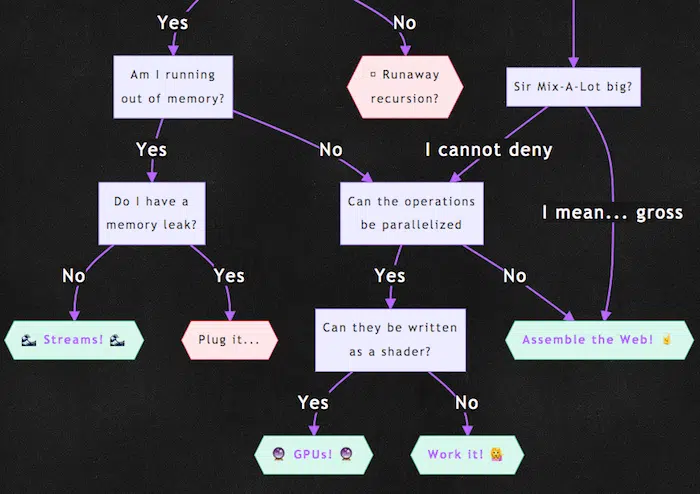 Yes
No
Am I running
out of memory?
Runaway
recursion?
Sir Mix-A-Lot big?
Yes
No
I cannot deny
Do I have a
memory leak?
Can the operations
be parallelized
I mean... gross
No
Yes
Yes
No
Streams!
Plug it...
Can they be written
as a shader?
Assemble the Web! ✌
Yes
No
🔮 GPUs! 🔮
Work it!